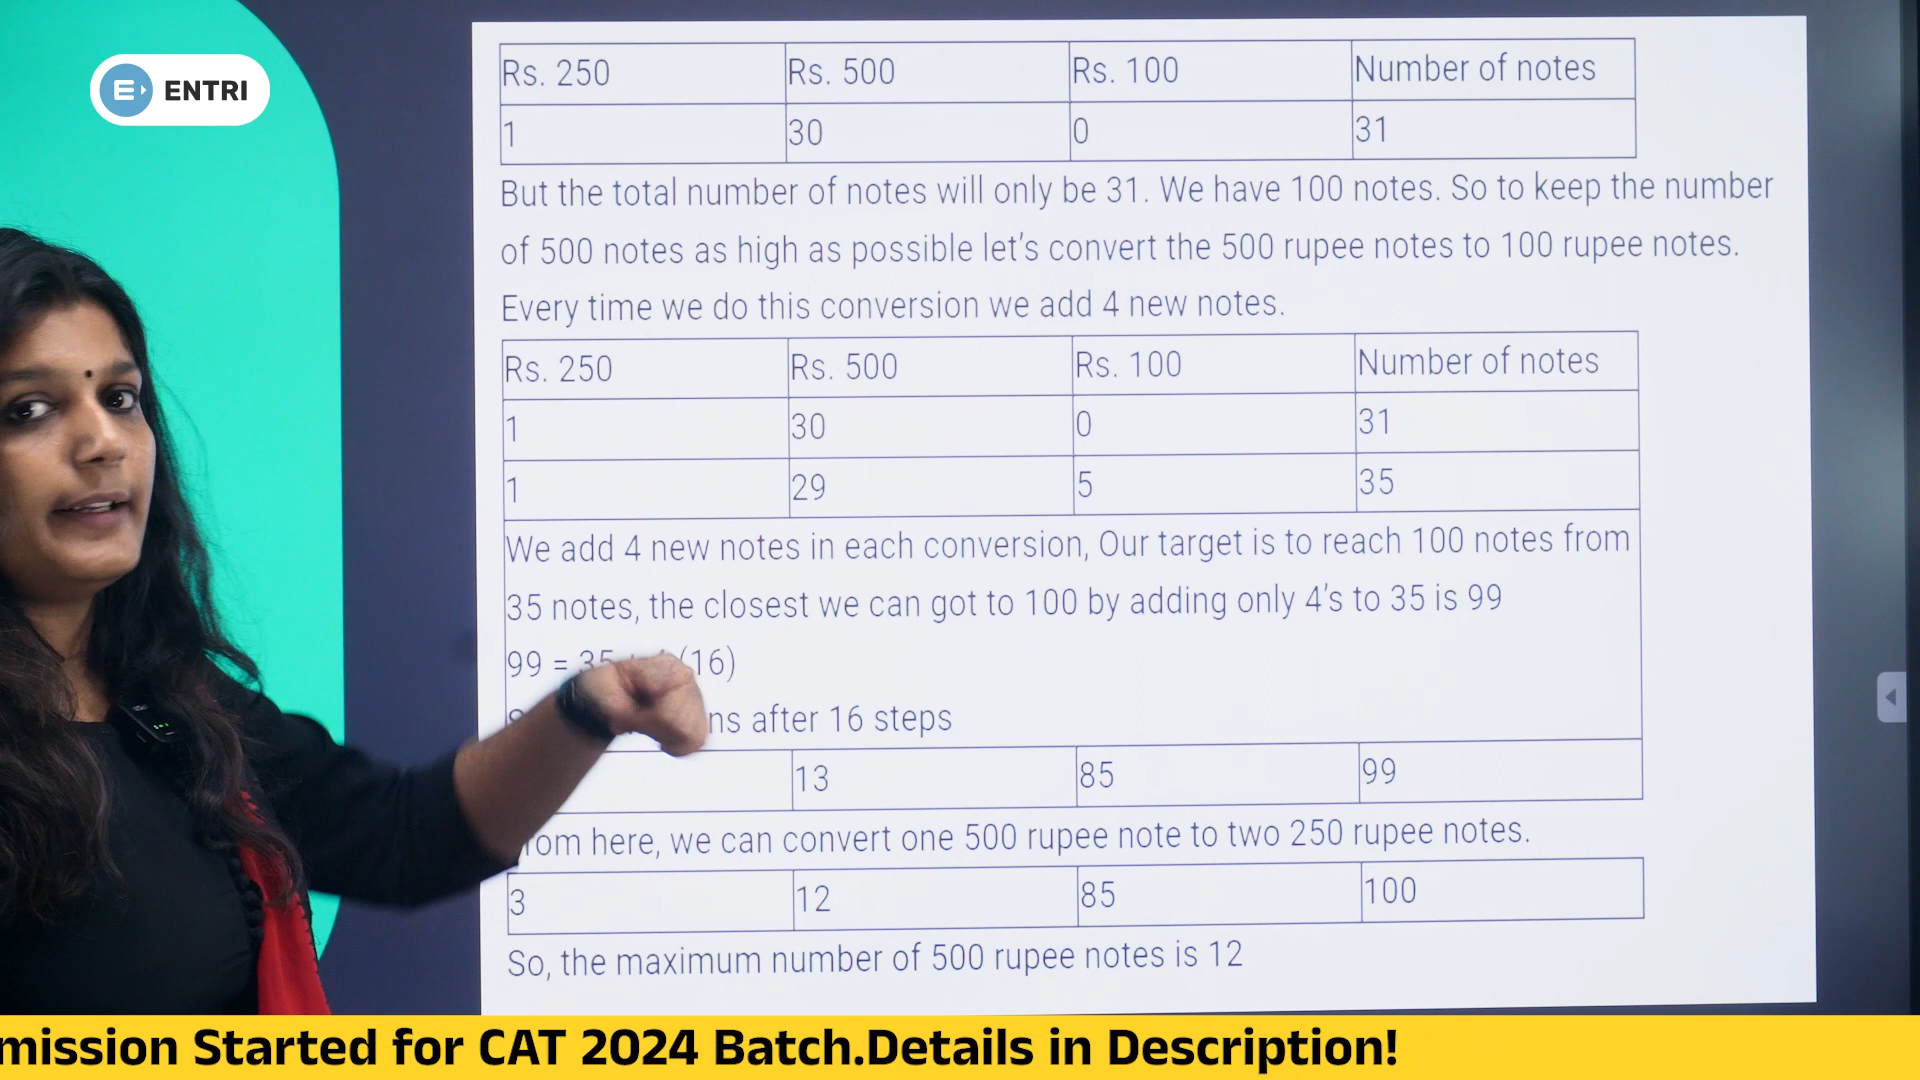 ENTRI
Rs. 250 Rs. 500 Rs. 100 Number of notes
1 30 0 31
But the total number of notes will only be 31. We have 100 notes. So to keep the number
of 500 notes as high as possible let's convert the 500 rupee notes to 100 rupee notes.
Every time we do this conversion we add 4 new notes.
Rs. 250 Rs. 500 Rs. 100 Number of notes
1 30 0 31
1 29 5 35
We add 4 new notes in each conversion, Our target is to reach 100 notes from
35 notes, the closest we can got to 100 by adding only 4's to 35 is 99
99 = 35 (16)
after 16 steps
13 85 99
here, we can convert one 500 rupee note to two 250 rupee notes.
3 12 85 100
So, the maximum number of 500 rupee notes is 12
mission Started for CAT 2024 Batch.Details in Description!